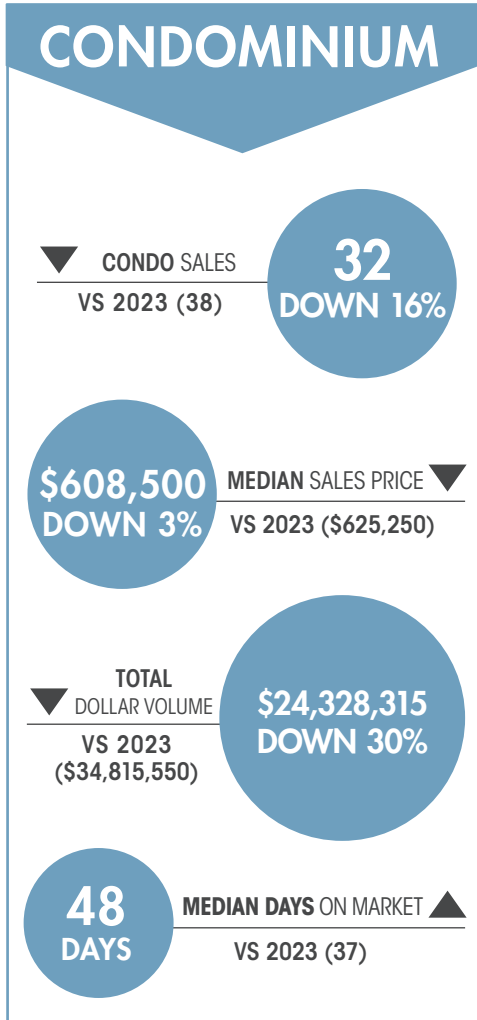 CONDOMINIUM
CONDO SALES
VS 2023 (38)
32
DOWN 16%
$608,500
DOWN 3%
MEDIAN SALES PRICE
VS 2023 ($625,250)
TOTAL
DOLLAR VOLUME
VS 2023
($34,815,550)
$24,328,315
DOWN 30%
48
DAYS
MEDIAN DAYS ON MARKET
VS 2023 (37)